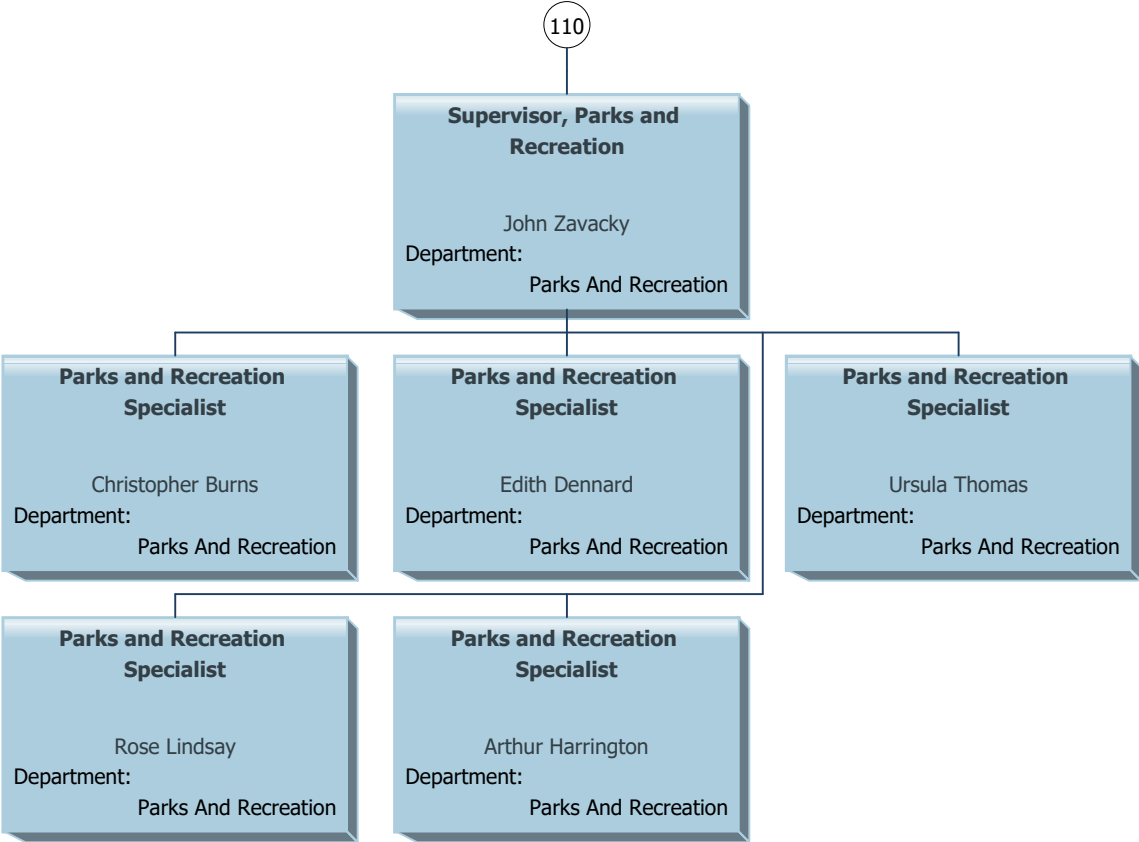 110
Supervisor, Parks and
Recreation
John Zavacky
Department:
Parks And Recreation
Parks and Recreation
Specialist
Christopher Burns
Department:
Parks And Recreation
Parks and Recreation
Specialist
Edith Dennard
Department:
Parks And Recreation
Parks and Recreation
Specialist
Ursula Thomas
Department:
Parks And Recreation
Parks and Recreation
Specialist
Rose Lindsay
Department:
Parks And Recreation
Parks and Recreation
Specialist
Arthur Harrington
Department:
Parks And Recreation